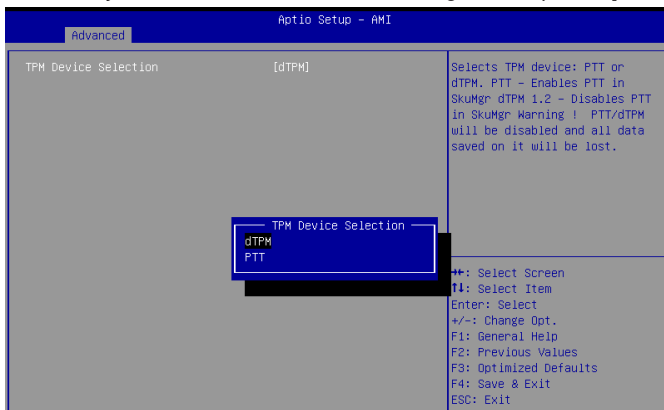 Aptio Setup – AMI
Advanced
TPM Device Selection [dTPM]
Selects TPM device: PTT or
dTPM. PTT – Enables PTT in
SkuMgr dTPM 1.2 – Disables PTT
in SkuMgr Warning ! PTT/dTPM
will be disabled and all data
saved on it will be lost.
TPM Device Selection
dTPM
PTT
→←: Select Screen
↑↓: Select Item
Enter: Select
+/-: Change Opt.
F1: General Help
F2: Previous Values
F3: Optimized Defaults
F4: Save & Exit
ESC: Exit